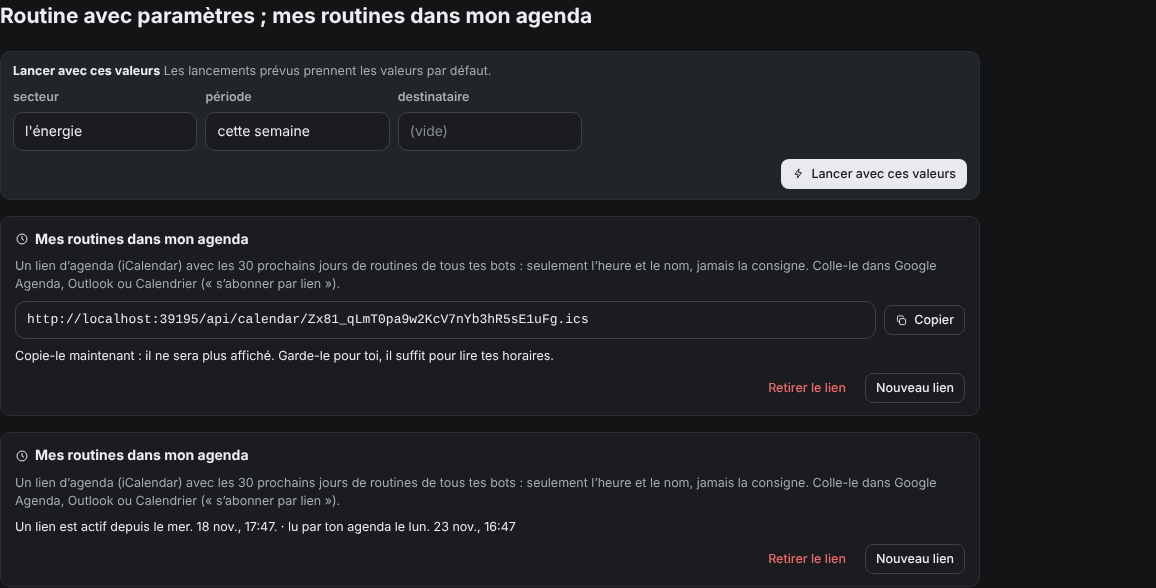 Routine avec paramètres ; mes routines dans mon agenda
Lancer avec ces valeurs Les lancements prévus prennent les valeurs par défaut.
secteur période destinataire
l'énergie cette semaine (vide)
Lancer avec ces valeurs
Mes routines dans mon agenda
Un lien d’agenda (iCalendar) avec les 30 prochains jours de routines de tous tes bots : seulement l’heure et le nom, jamais la consigne. Colle-le dans Google
Agenda, Outlook ou Calendrier (« s’abonner par lien »).
http://localhost:39195/api/calendar/Zx81_qLmT0pa9w2KcV7nYb3hR5sE1uFg.ics Copier
Copie-le maintenant : il ne sera plus affiché. Garde-le pour toi, il suffit pour lire tes horaires.
Retirer le lien Nouveau lien
Mes routines dans mon agenda
Un lien d’agenda (iCalendar) avec les 30 prochains jours de routines de tous tes bots : seulement l’heure et le nom, jamais la consigne. Colle-le dans Google
Agenda, Outlook ou Calendrier (« s’abonner par lien »).
Un lien est actif depuis le mer. 18 nov., 17:47. · lu par ton agenda le lun. 23 nov., 16:47
Retirer le lien Nouveau lien